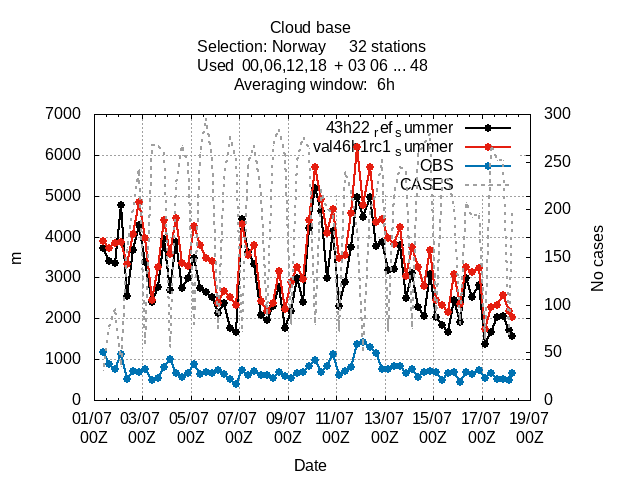 Cloud base
Selection: Norway 32 stations
Used 00,06,12,18 + 03 06 ... 48
Averaging window: 6h
7000 300
43h22_ref_summer
val46h1rc1_summer
6000 250
OBS
CASES
5000 200
4000
m No cases
150
3000
100
2000
1000 50
0 0
01/07 03/07 05/07 07/07 09/07 11/07 13/07 15/07 17/07 19/07
00Z 00Z 00Z 00Z 00Z 00Z 00Z 00Z 00Z 00Z
Date